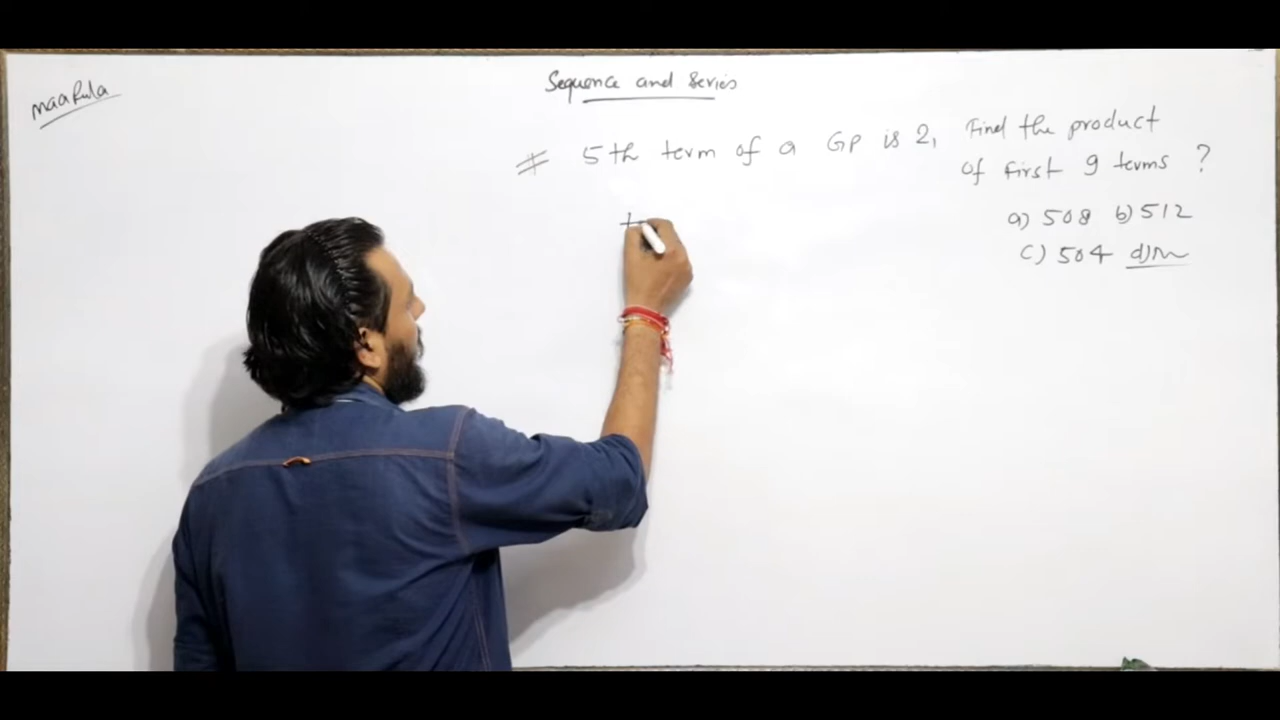 maarula
Sequence and Series
# 5th term of a GP is 2, Find the product
of first 9 terms ?
a) 508 b) 512
c) 504 d)
t